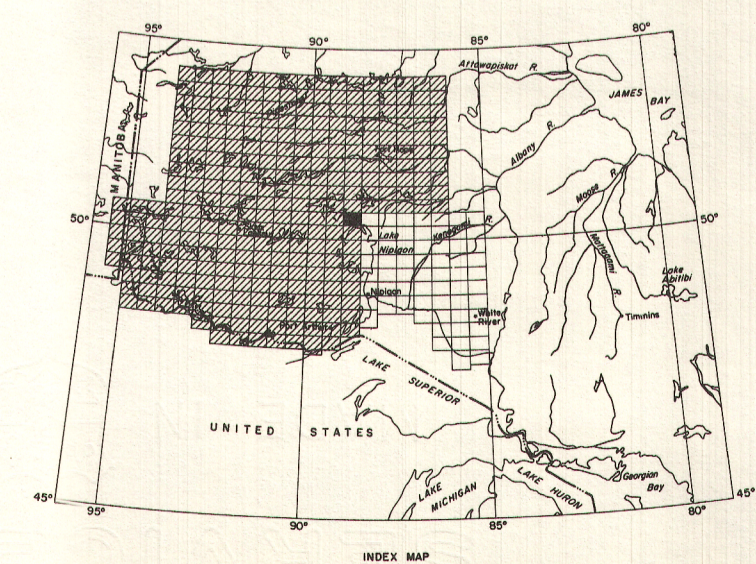 95°
90°
85°
80°
Attawapiskat R.
JAMES BAY
MANITOBA
Albany R.
Moose R.
50°
Kenogami R.
50°
Lake
Nipigon
Mattagami R.
Lake
Abitibi
Nipigon
White
River
Timmins
Port Arthur
LAKE SUPERIOR
UNITED STATES
LAKE
MICHIGAN
LAKE HURON
Georgian
Bay
45°
95°
90°
85°
80°
45°
INDEX MAP